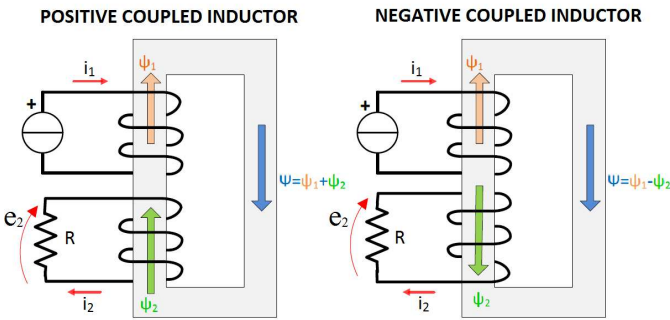 POSITIVE COUPLED INDUCTOR
i₁
ψ₁
+
Ψ=ψ₁+ψ₂
e₂
R
i₂
ψ₂
NEGATIVE COUPLED INDUCTOR
i₁
ψ₁
+
Ψ=ψ₁-ψ₂
e₂
R
i₂
ψ₂